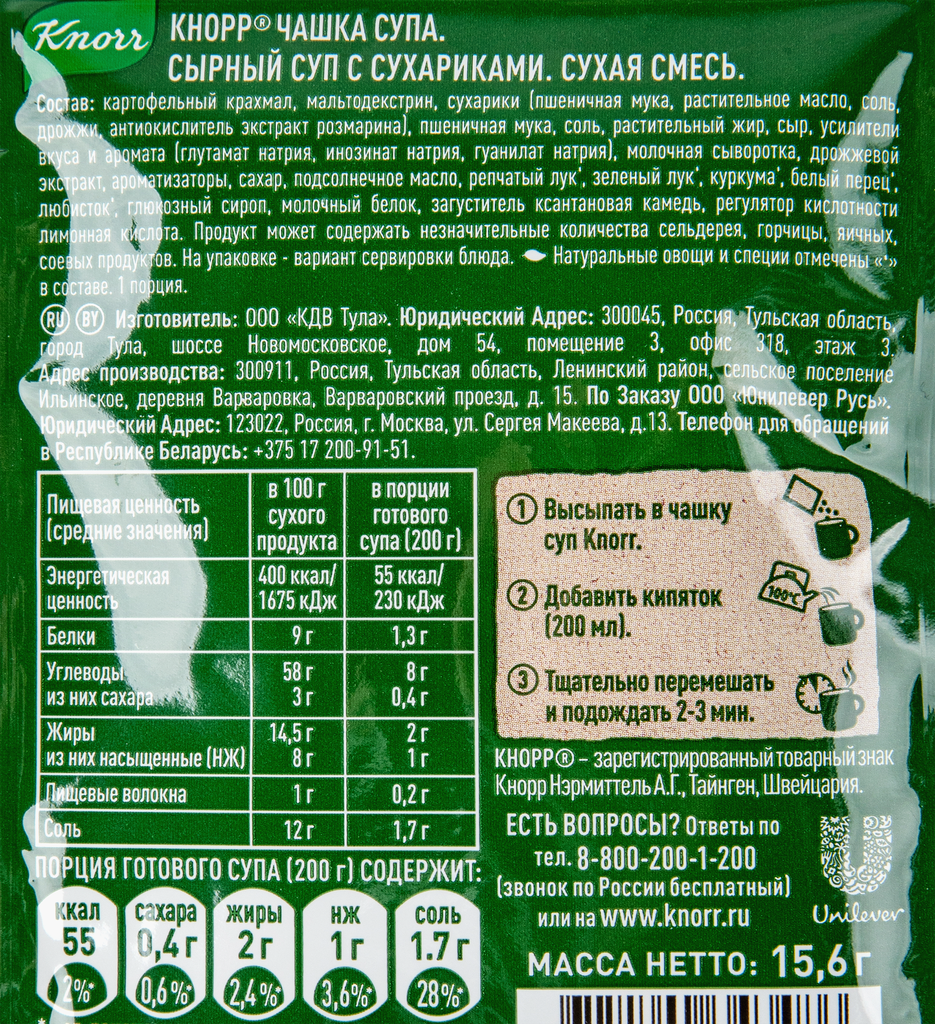 Knorr
КНОРР® ЧАШКА СУПА.
СЫРНЫЙ СУП С СУХАРИКАМИ. СУХАЯ СМЕСЬ.
Состав: картофельный крахмал, мальтодекстрин, сухарики (пшеничная мука, растительное масло, соль,
дрожжи, антиокислитель экстракт розмарина), пшеничная мука, соль, растительный жир, сыр, усилители
вкуса и аромата (глутамат натрия, инозинат натрия, гуанилат натрия), молочная сыворотка, дрожжевой
экстракт, ароматизаторы, сахар, подсолнечное масло, репчатый лук*, зеленый лук*, куркума*, белый перец*,
любисток*, глюкозный сироп, молочный белок, загуститель ксантановая камедь, регулятор кислотности
лимонная кислота. Продукт может содержать незначительные количества сельдерея, горчицы, яичных,
соевых продуктов. На упаковке - вариант сервировки блюда. Натуральные овощи и специи отмечены «*»
в составе. 1 порция.
RU BY Изготовитель: ООО «КДВ Тула». Юридический Адрес: 300045, Россия, Тульская область,
город Тула, шоссе Новомосковское, дом 54, помещение 3, офис 318, этаж 3.
Адрес производства: 300911, Россия, Тульская область, Ленинский район, сельское поселение
Ильинское, деревня Варваровка, Варваровский проезд, д. 15. По Заказу ООО «Юнилевер Русь».
Юридический Адрес: 123022, Россия, г. Москва, ул. Сергея Макеева, д.13. Телефон для обращений
в Республике Беларусь: +375 17 200-91-51.
Пищевая ценность (средние значения) в 100 г сухого продукта в порции готового супа (200 г)
Энергетическая ценность 400 ккал/ 1675 кДж 55 ккал/ 230 кДж
Белки 9 г 1,3 г
Углеводы 58 г 8 г
из них сахара 3 г 0,4 г
Жиры 14,5 г 2 г
из них насыщенные (НЖ) 8 г 1 г
Пищевые волокна 1 г 0,2 г
Соль 12 г 1,7 г
ПОРЦИЯ ГОТОВОГО СУПА (200 г) СОДЕРЖИТ:
ккал сахара жиры нж соль
55 0,4 г 2 г 1 г 1.7 г
2%* 0,6%* 2,4%* 3,6%* 28%*
1 Высыпать в чашку
суп Knorr.
2 Добавить кипяток
(200 мл).
100°C
3 Тщательно перемешать
и подождать 2-3 мин.
КНОРР® – зарегистрированный товарный знак
Кнорр Нэрмиттель А.Г., Тайнген, Швейцария.
ЕСТЬ ВОПРОСЫ? Ответы по
тел. 8-800-200-1-200
(звонок по России бесплатный)
или на www.knorr.ru
Unilever
МАССА НЕТТО: 15,6 г